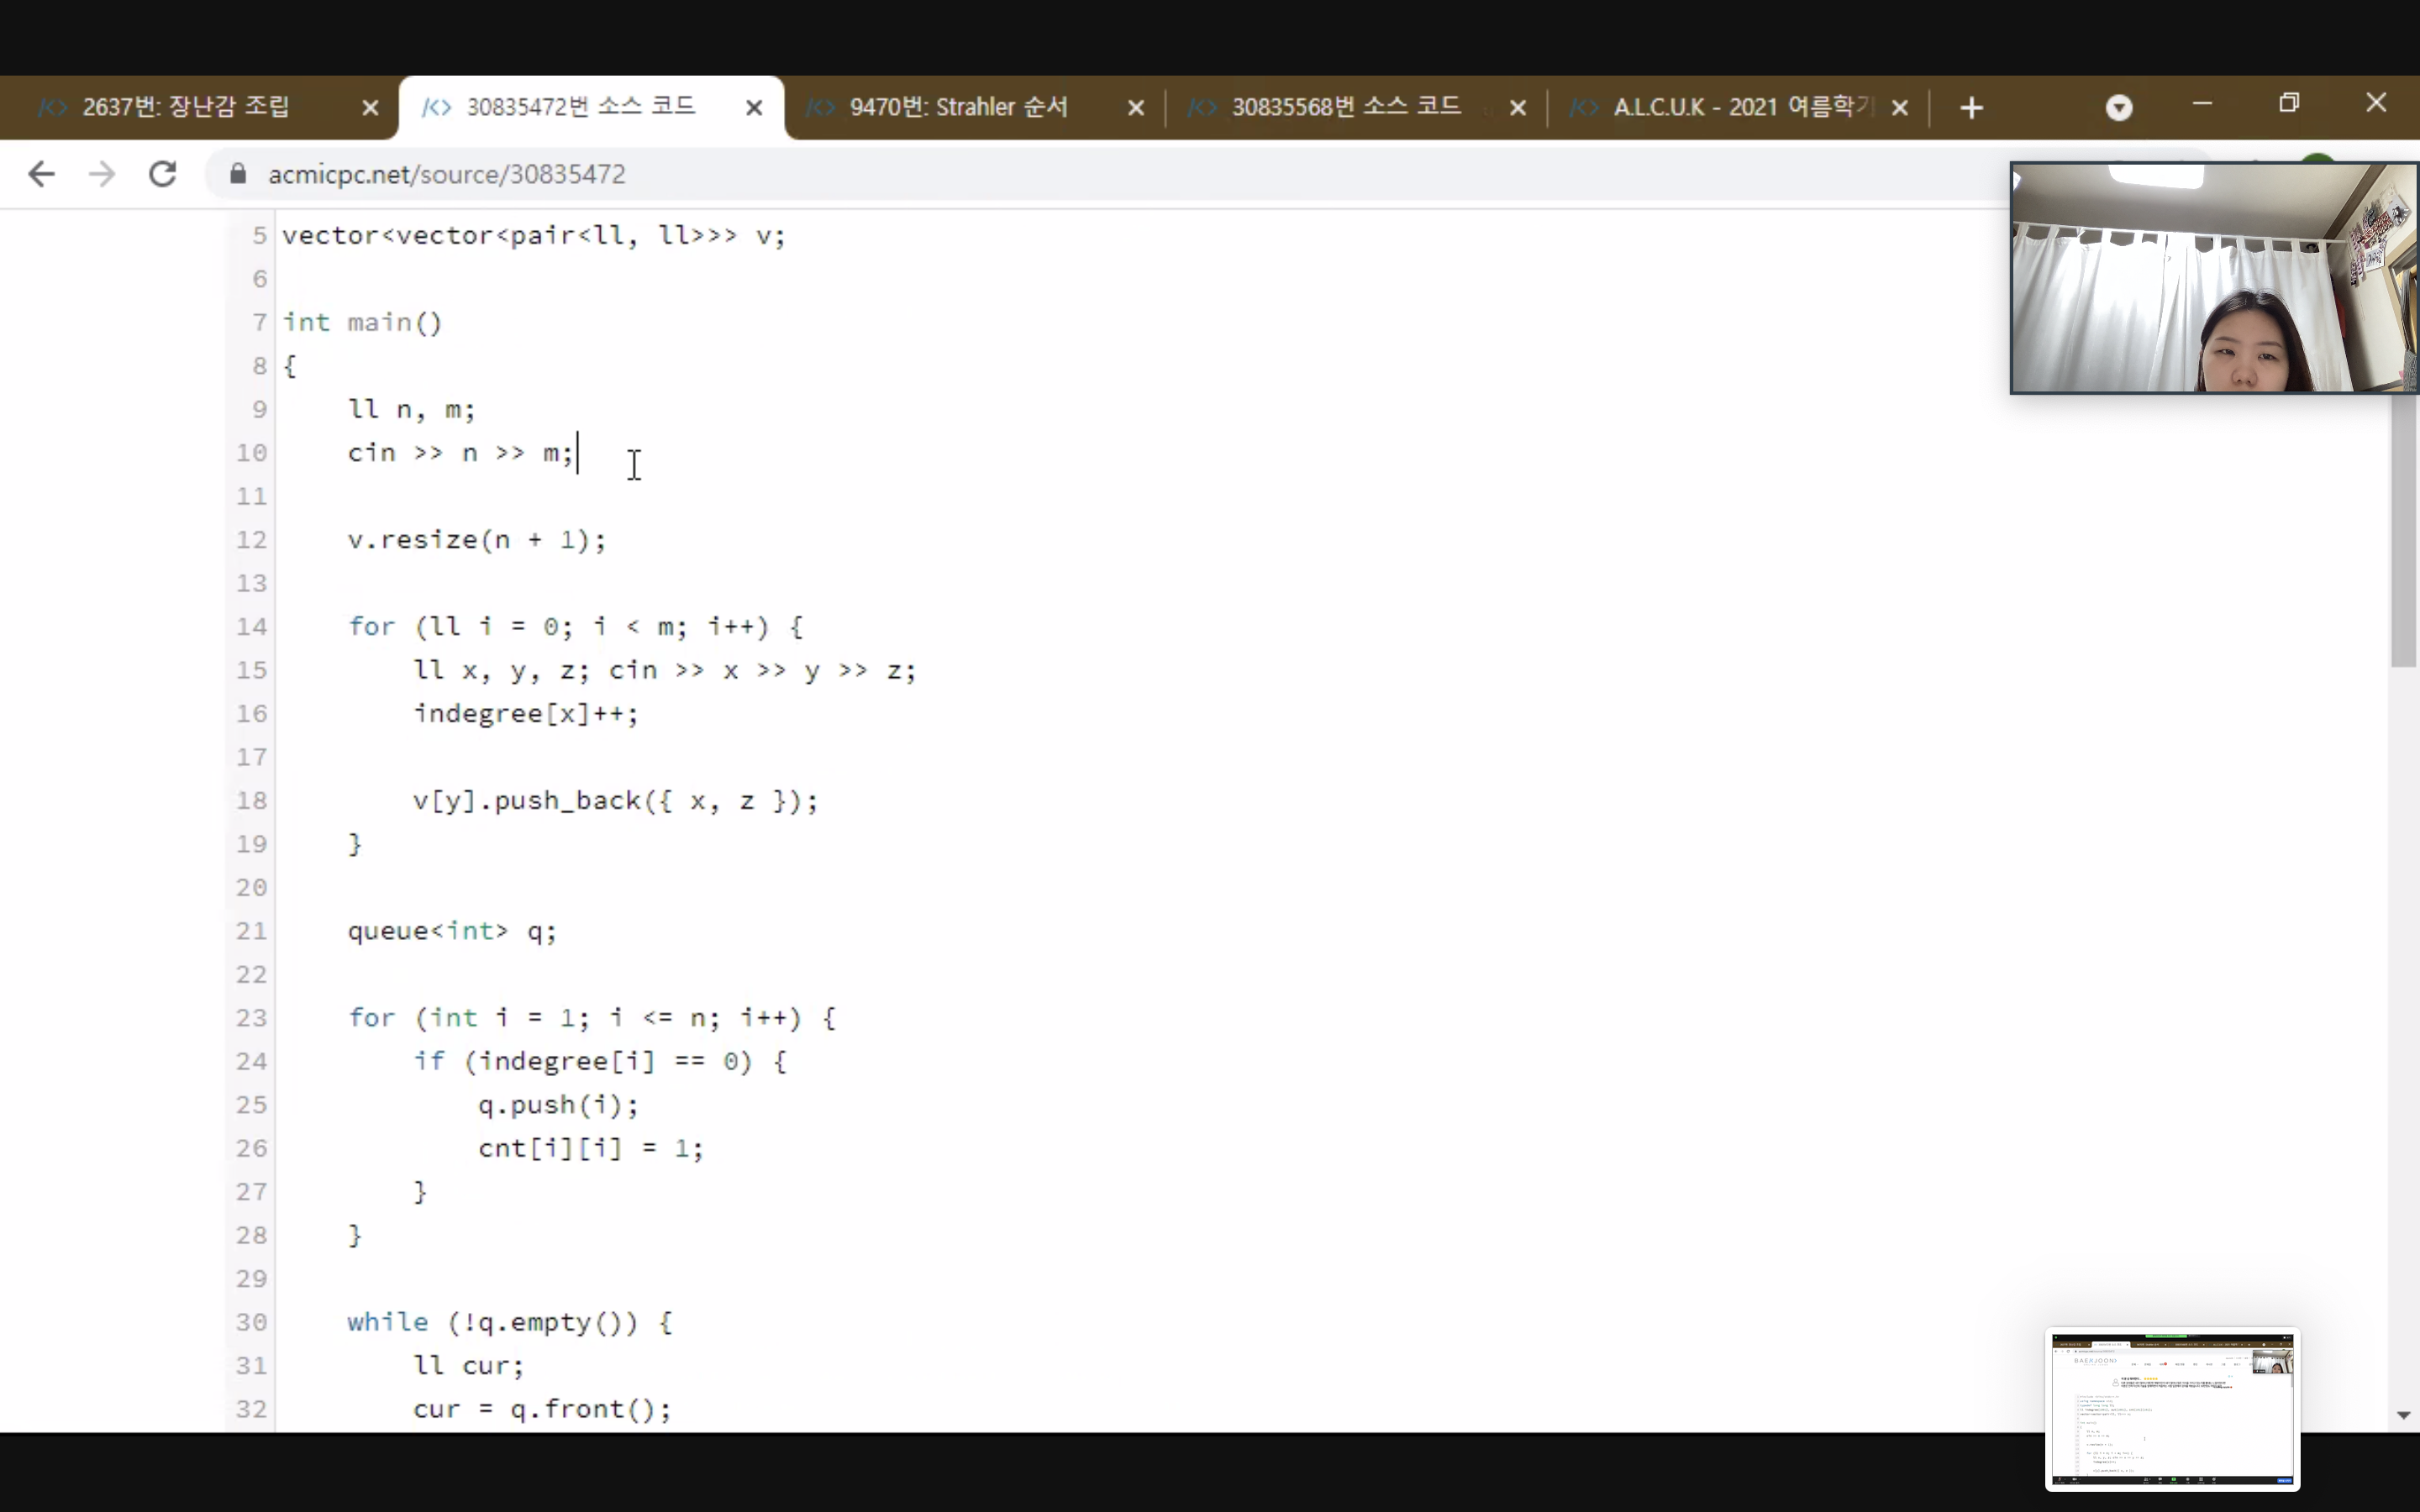 2637번: 장난감 조립
30835472번 소스 코드
9470번: Strahler 순서
30835568번 소스 코드
A.L.C.U.K - 2021 여름학기
acmicpc.net/source/30835472
5 vector<vector<pair<ll, ll>>> v;
6
7 int main()
8 {
9 ll n, m;
10 cin >> n >> m;
11
12 v.resize(n + 1);
13
14 for (ll i = 0; i < m; i++) {
15 ll x, y, z; cin >> x >> y >> z;
16 indegree[x]++;
17
18 v[y].push_back({ x, z });
19 }
20
21 queue<int> q;
22
23 for (int i = 1; i <= n; i++) {
24 if (indegree[i] == 0) {
25 q.push(i);
26 cnt[i][i] = 1;
27 }
28 }
29
30 while (!q.empty()) {
31 ll cur;
32 cur = q.front();